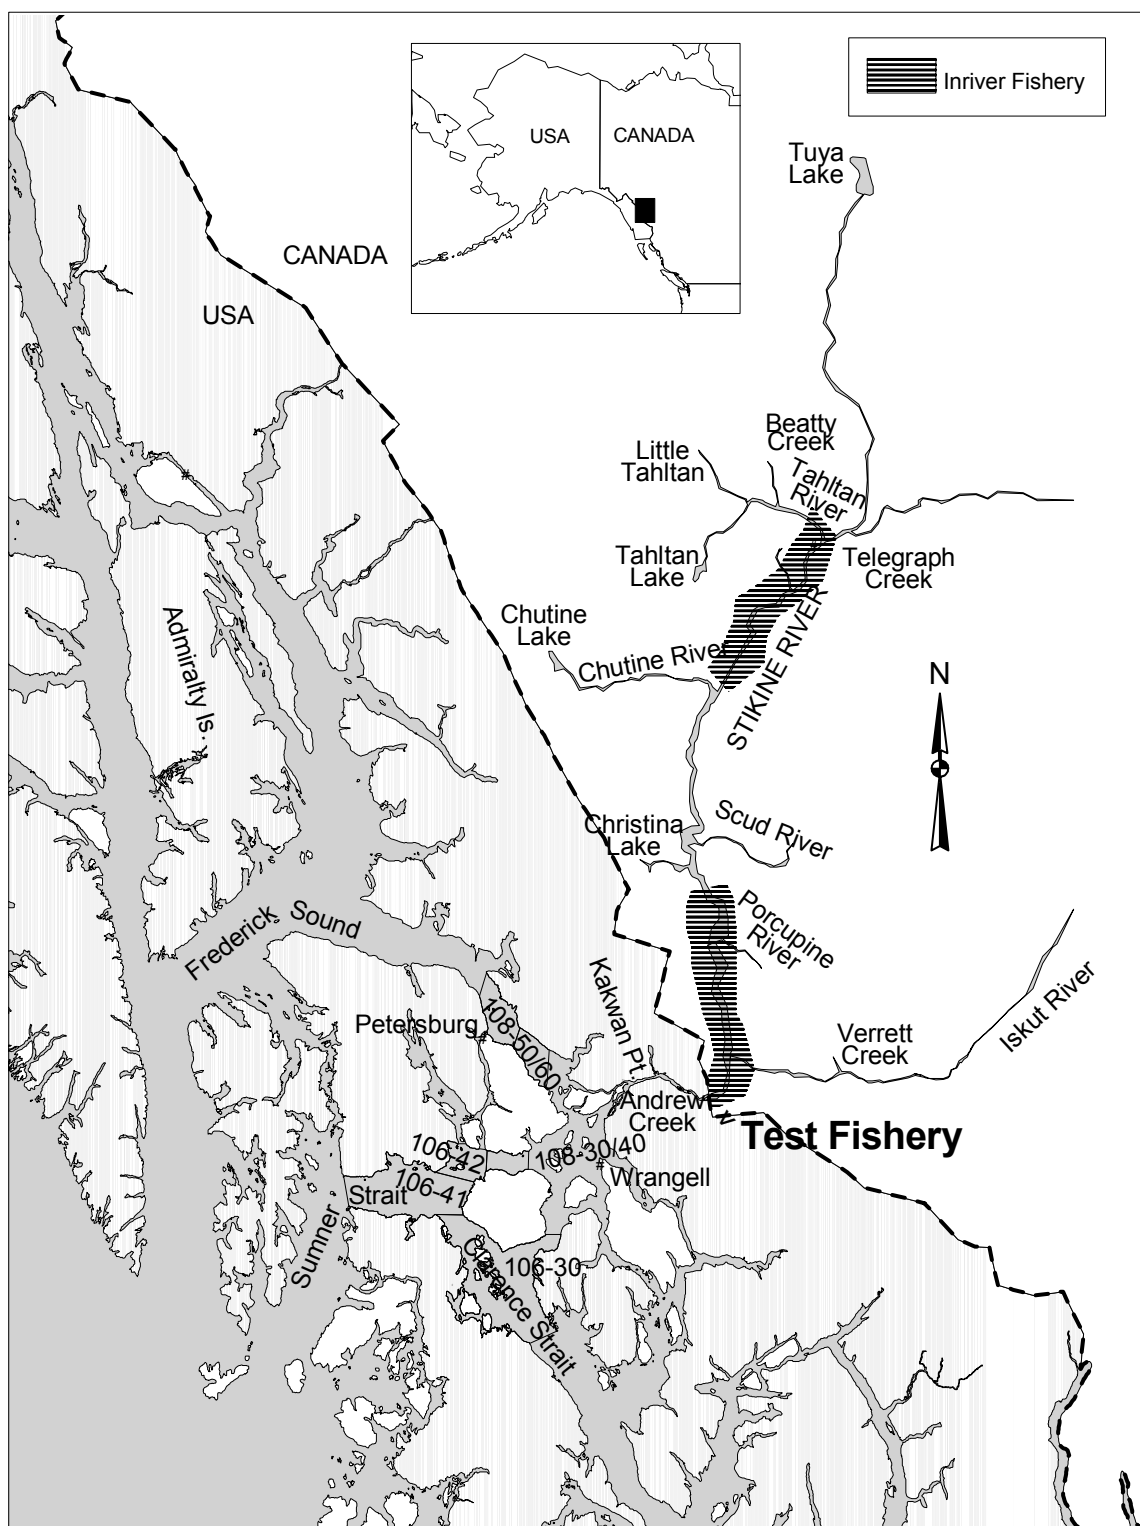 Inriver Fishery
USA
CANADA
Tuya
Lake
CANADA
USA
Beatty
Creek
Little
Tahltan
Tahltan
River
Tahltan
Lake
Telegraph
Creek
Chutine
Lake
Chutine River
STIKINE RIVER
Admiralty Is.
N
Christina
Lake
Scud River
Porcupine
River
Frederick Sound
Kakwan Pt.
Iskut River
Petersburg
108-50/60
Verrett
Creek
Andrew
Creek
Test Fishery
106-42
108-30/40
106-41
Wrangell
Sumner Strait
106-30
Clarence Strait